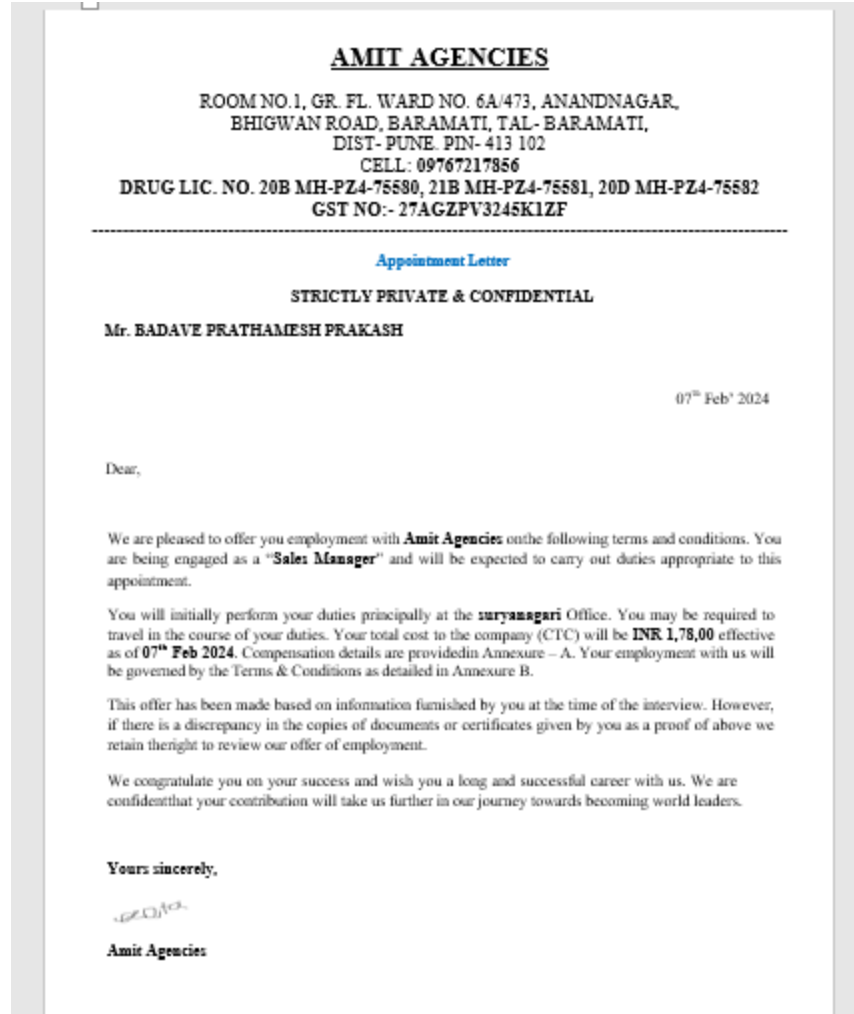 AMIT AGENCIES
ROOM NO.1, GR. FL. WARD NO. 6A/473, ANANDNAGAR,
BHIGWAN ROAD, BARAMATI, TAL- BARAMATI,
DIST- PUNE. PIN- 413 102
CELL: 09767217856
DRUG LIC. NO. 20B MH-PZ4-75580, 21B MH-PZ4-75581, 20D MH-PZ4-75582
GST NO:- 27AGZPV3245K1ZF
Appointment Letter
STRICTLY PRIVATE & CONFIDENTIAL
Mr. BADAVE PRATHAMESH PRAKASH
07th Feb' 2024
Dear,
We are pleased to offer you employment with Amit Agencies onthe following terms and conditions. You
are being engaged as a “Sales Manager” and will be expected to carry out duties appropriate to this
appointment.
You will initially perform your duties principally at the suryanagari Office. You may be required to
travel in the course of your duties. Your total cost to the company (CTC) will be INR 1,78,00 effective
as of 07th Feb 2024. Compensation details are providedin Annexure – A. Your employment with us will
be governed by the Terms & Conditions as detailed in Annexure B.
This offer has been made based on information furnished by you at the time of the interview. However,
if there is a discrepancy in the copies of documents or certificates given by you as a proof of above we
retain theright to review our offer of employment.
We congratulate you on your success and wish you a long and successful career with us. We are
confidentthat your contribution will take us further in our journey towards becoming world leaders.
Yours sincerely,
Amit Agencies